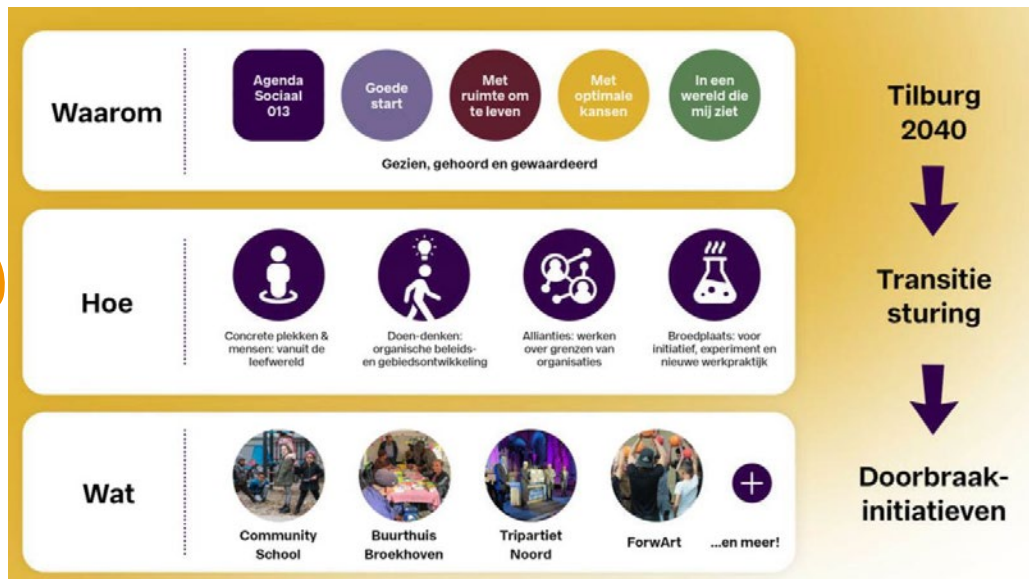 Waarom
Agenda
Sociaal
013
Goede
start
Met
ruimte om
te leven
Met
optimale
kansen
In een
wereld die
mij ziet
Gezien, gehoord en gewaardeerd
Tilburg
2040
Hoe
Concrete plekken &
mensen: vanuit de
leefwereld
Doen-denken:
organische beleids-
en gebiedsontwikkeling
Allianties: werken
over grenzen van
organisaties
Broedplaats: voor
initiatief, experiment en
nieuwe werkpraktijk
Transitie
sturing
Wat
Community
School
Buurthuis
Broekhoven
Tripartiet
Noord
ForwArt
...en meer!
Doorbraak-
initiatieven